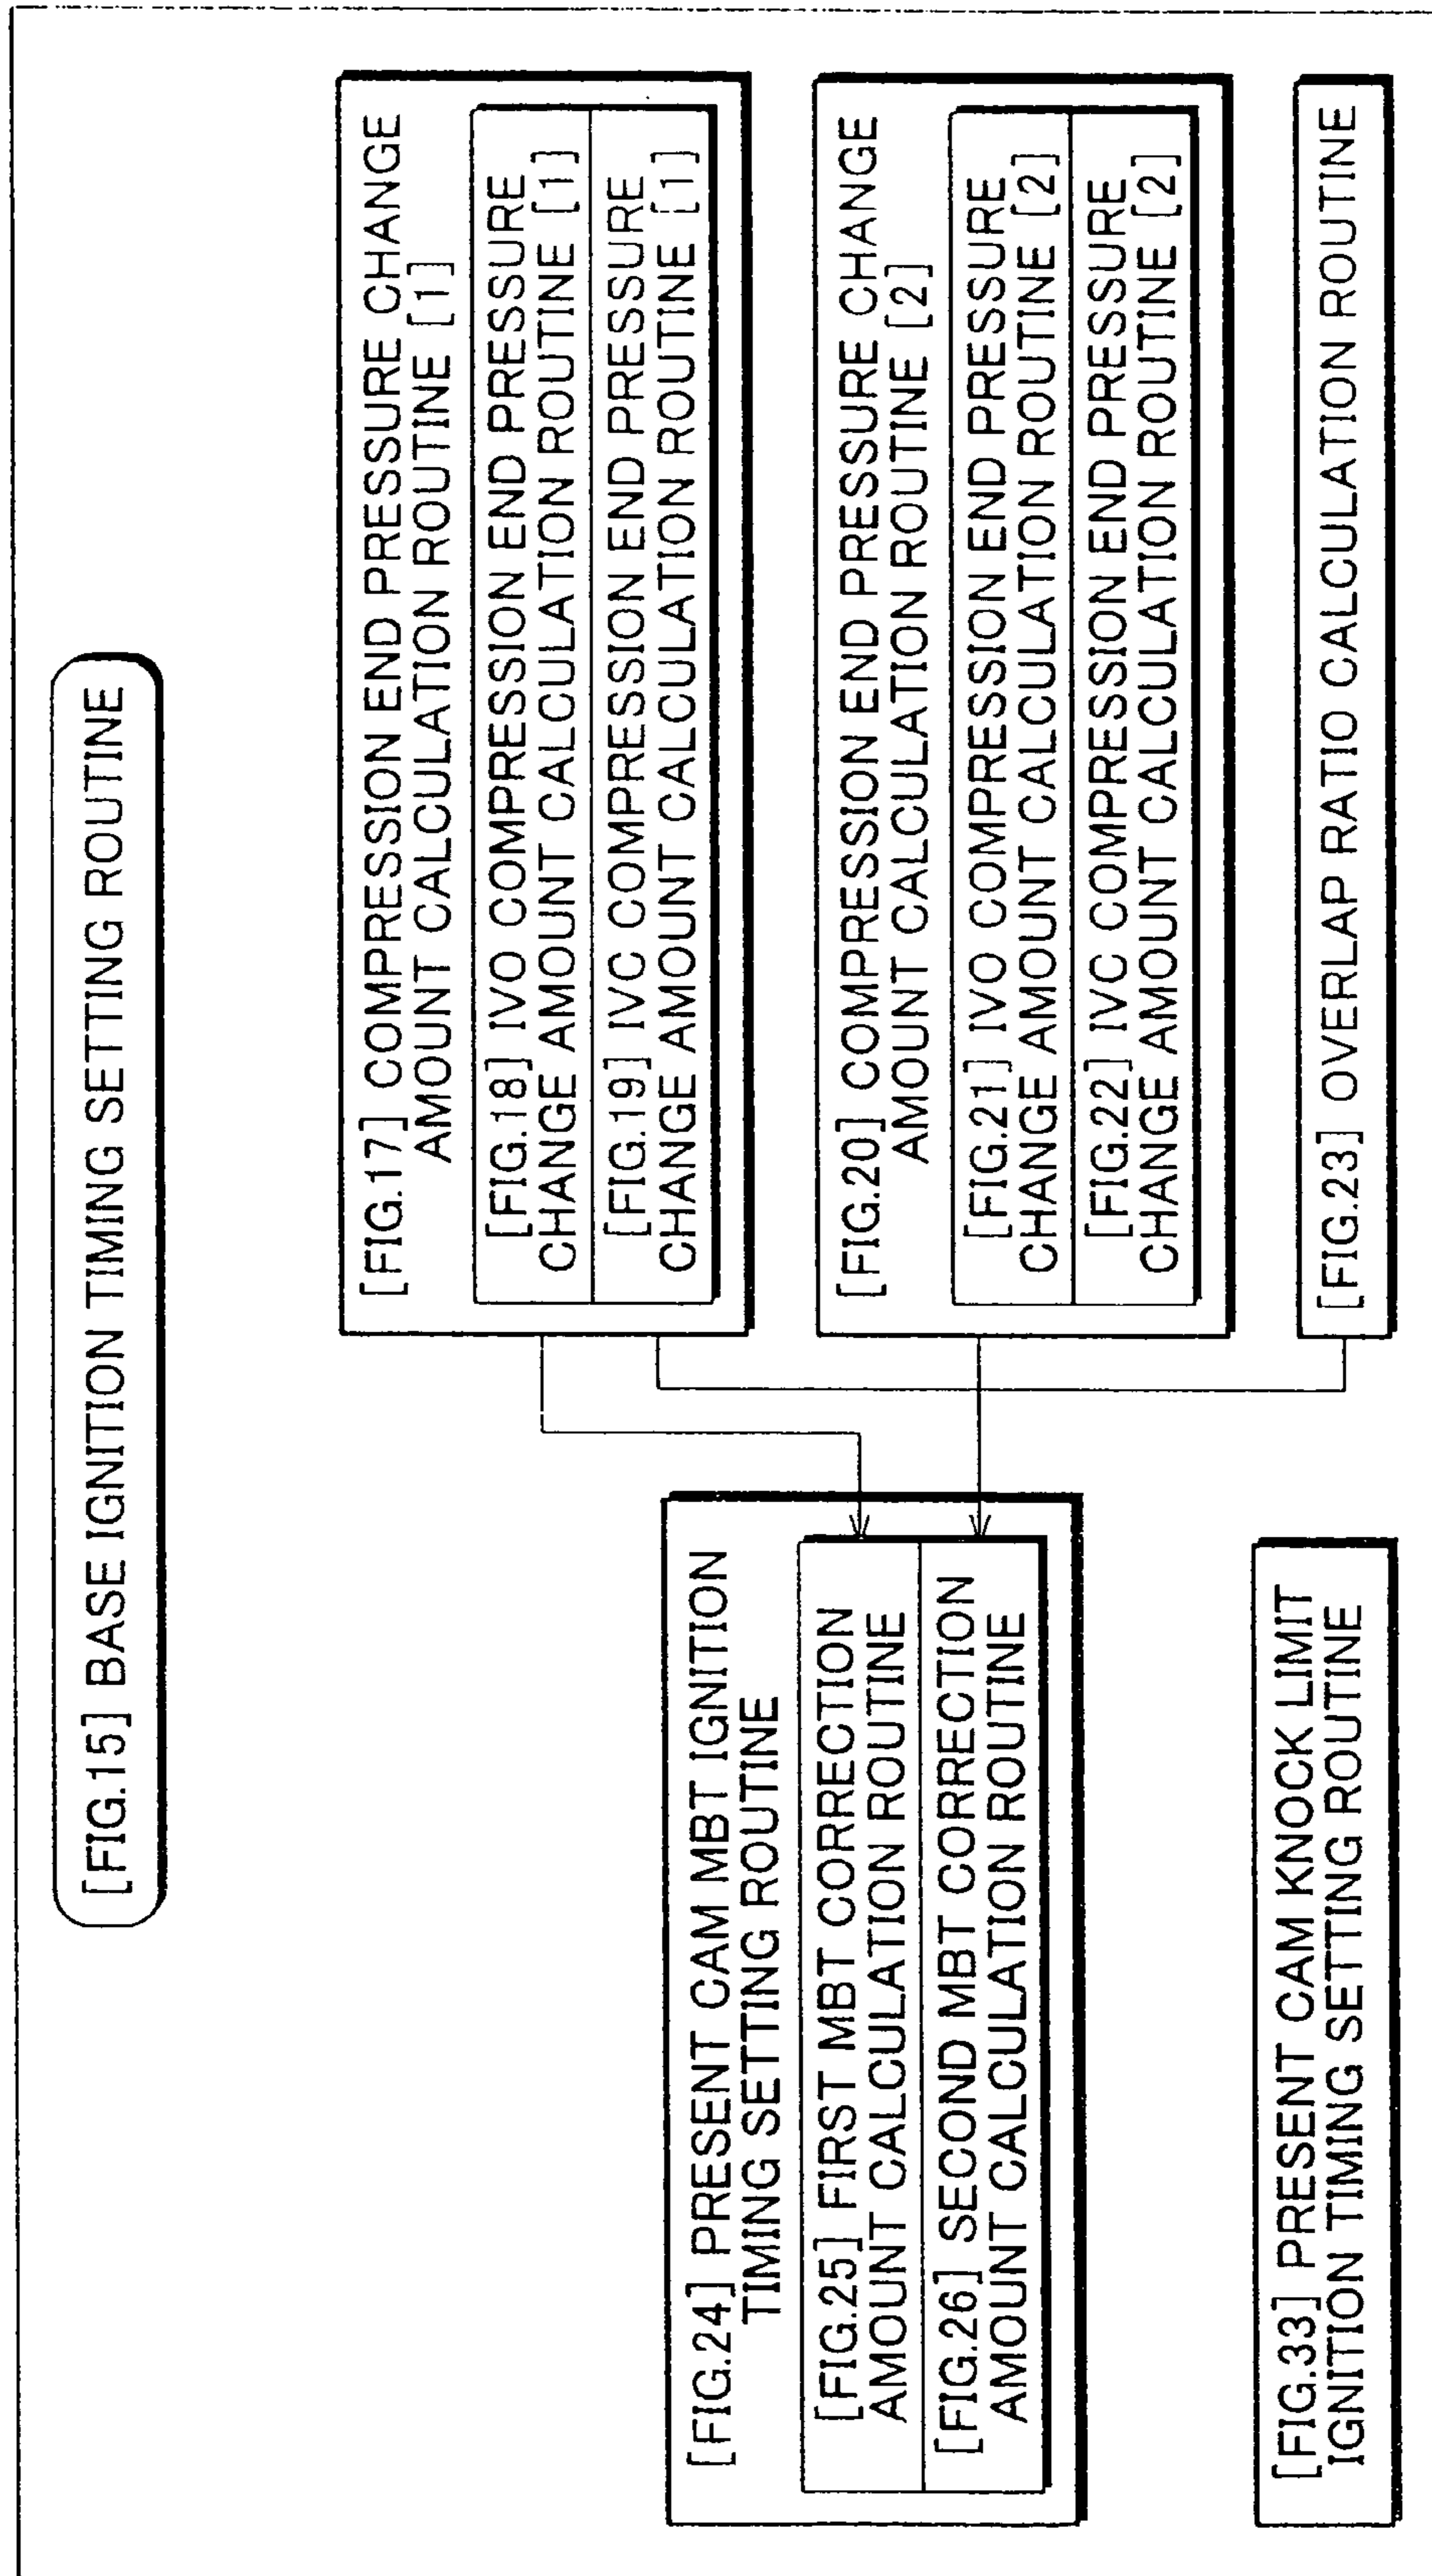 [FIG.15] BASE IGNITION TIMING SETTING ROUTINE
[FIG.24] PRESENT CAM MBT IGNITION
TIMING SETTING ROUTINE
[FIG.25] FIRST MBT CORRECTION
AMOUNT CALCULATION ROUTINE
[FIG.26] SECOND MBT CORRECTION
AMOUNT CALCULATION ROUTINE
[FIG.33] PRESENT CAM KNOCK LIMIT
IGNITION TIMING SETTING ROUTINE
[FIG.17] COMPRESSION END PRESSURE CHANGE
AMOUNT CALCULATION ROUTINE [1]
[FIG.18] IVO COMPRESSION END PRESSURE
CHANGE AMOUNT CALCULATION ROUTINE [1]
[FIG.19] IVC COMPRESSION END PRESSURE
CHANGE AMOUNT CALCULATION ROUTINE [1]
[FIG.20] COMPRESSION END PRESSURE CHANGE
AMOUNT CALCULATION ROUTINE [2]
[FIG.21] IVO COMPRESSION END PRESSURE
CHANGE AMOUNT CALCULATION ROUTINE [2]
[FIG.22] IVC COMPRESSION END PRESSURE
CHANGE AMOUNT CALCULATION ROUTINE [2]
[FIG.23] OVERLAP RATIO CALCULATION ROUTINE